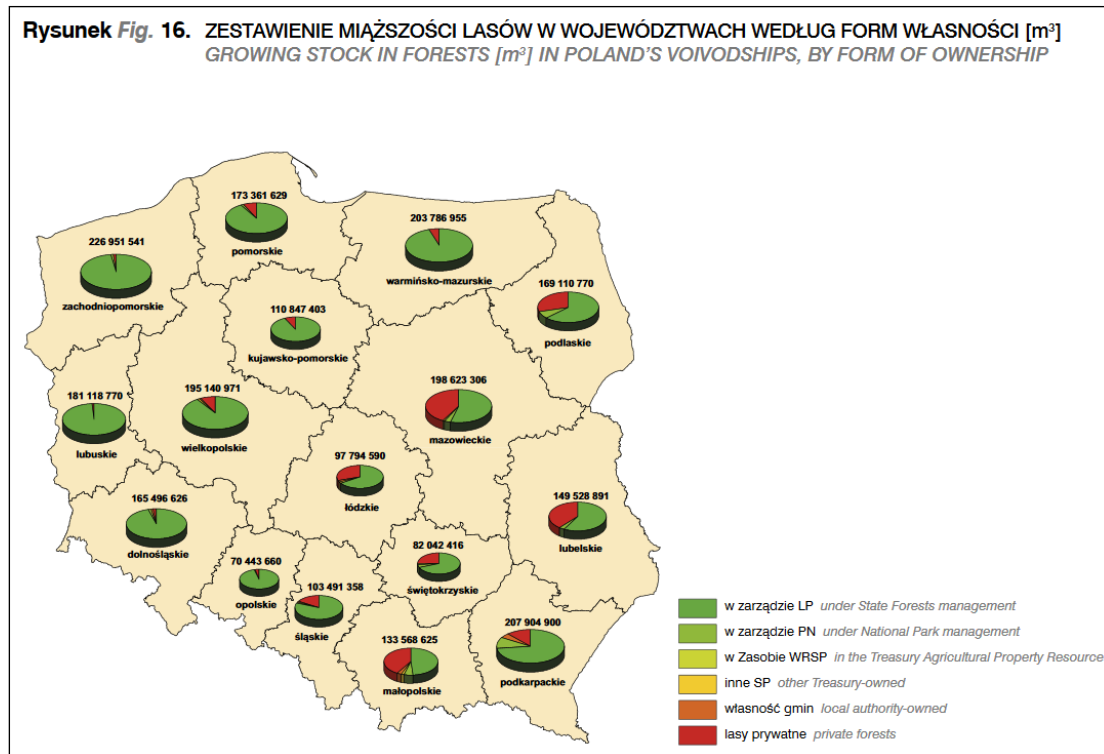 Rysunek Fig. 16. ZESTAWIENIE MIĄŻSZOŚCI LASÓW W WOJEWÓDZTWACH WEDŁUG FORM WŁASNOŚCI [m³]
GROWING STOCK IN FORESTS [m³] IN POLAND'S VOIVODSHIPS, BY FORM OF OWNERSHIP
173 361 629
pomorskie
203 786 955
warmińsko-mazurskie
226 951 541
zachodniopomorskie
169 110 770
podlaskie
110 847 403
kujawsko-pomorskie
181 118 770
lubuskie
195 140 971
wielkopolskie
198 623 306
mazowieckie
97 794 590
łódzkie
165 496 626
dolnośląskie
149 528 891
lubelskie
70 443 660
opolskie
103 491 358
śląskie
82 042 416
świętokrzyskie
133 568 625
małopolskie
207 904 900
podkarpackie
w zarządzie LP under State Forests management
w zarządzie PN under National Park management
w Zasobie WRSP in the Treasury Agricultural Property Resource
inne SP other Treasury-owned
własność gmin local authority-owned
lasy prywatne private forests